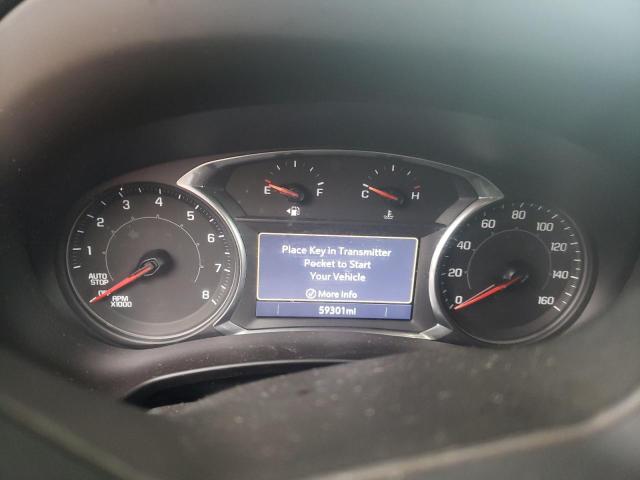 E F
C H
1 2 3 4 5 6 7 8
AUTO
STOP
OFF
RPM
X1000
Place Key in Transmitter
Pocket to Start
Your Vehicle
More Info
59301mi
0 20 40 60 80 100 120 140 160